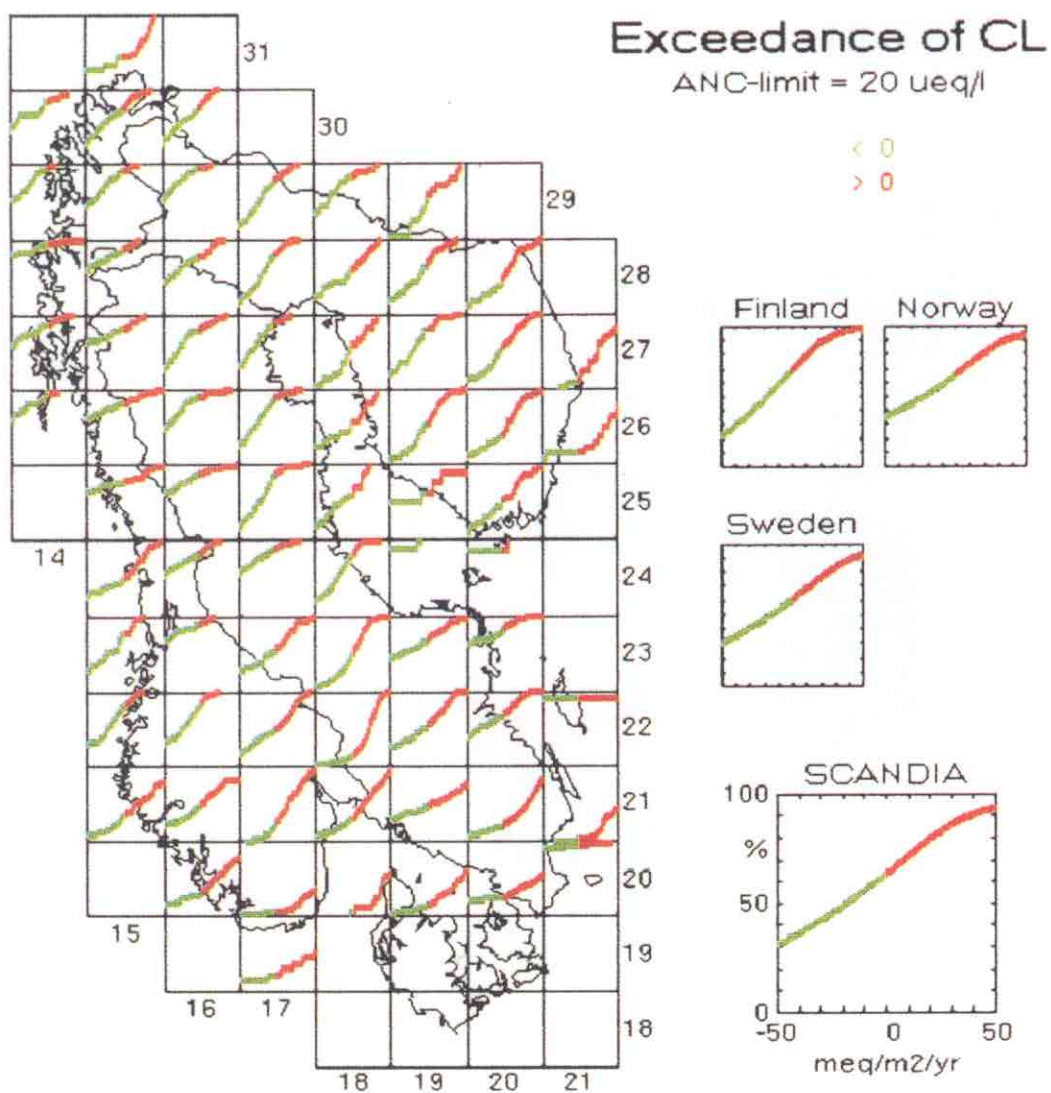 Exceedance of CL
ANC-limit = 20 ueq/l
< 0
> 0
31
30
29
28
27
26
25
14
24
23
22
21
20
15
19
16 17
18
18 19 20 21
Finland
Norway
Sweden
SCANDIA
100
%
50
0
-50 0 50
meq/m2/yr